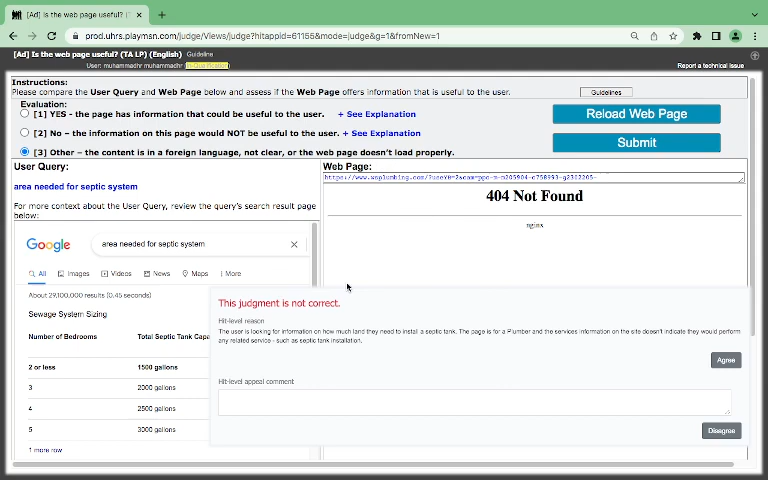 [Ad] Is the web page useful? (T
prod.uhrs.playmsn.com/judge/Views/judge?hitappid=61155&mode=judge&g=1&fromNew=1
[Ad] Is the web page useful? (TA LP) (English) Guideline
User: muhammadhr muhammadhr
Report a technical issue
Instructions:
Please compare the User Query and Web Page below and assess if the Web Page offers information that is useful to the user.
Guidelines
Evaluation:
[1] YES - the page has information that could be useful to the user. + See Explanation
[2] No – the information on this page would NOT be useful to the user. + See Explanation
[3] Other – the content is in a foreign language, not clear, or the web page doesn't load properly.
Reload Web Page
Submit
User Query:
area needed for septic system
For more context about the User Query, review the query's search result page
below:
Google
area needed for septic system
All Images Videos News Maps More
About 29,100,000 results (0.45 seconds)
Sewage System Sizing
Number of Bedrooms Total Septic Tank Capa
2 or less 1500 gallons
3 2000 gallons
4 2500 gallons
5 3000 gallons
1 more row
Web Page:
404 Not Found
nginx
This judgment is not correct.
Hit-level reason
The user is looking for information on how much land they need to install a septic tank. The page is for a Plumber and the services information on the site doesn't indicate they would perform
any related service - such as septic tank installation.
Agree
Hit-level appeal comment
Disagree